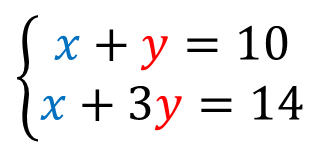 x + y = 10
x + 3y = 14